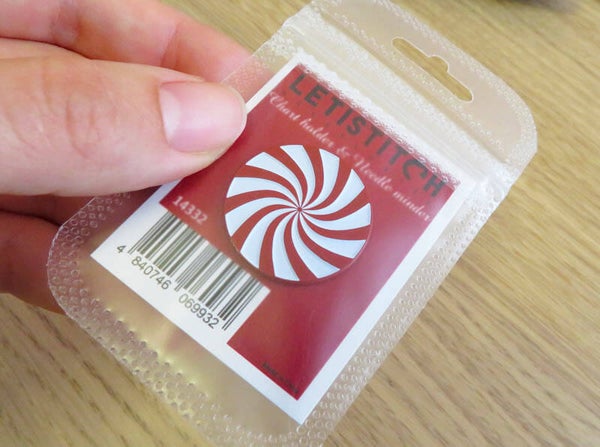 LETISTITCH
Chart holder & Needle minder
14332
4 840746 069932